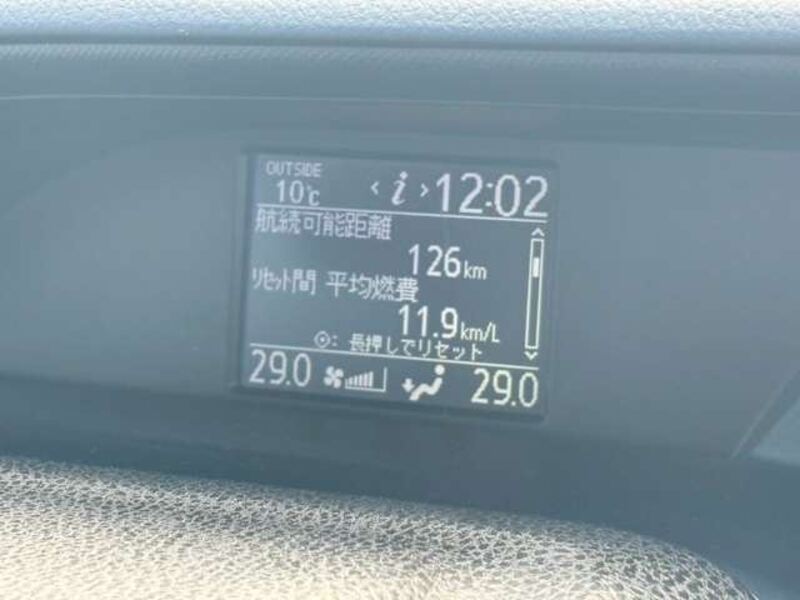 OUTSIDE
10℃ < i > 12:02
航続可能距離
126km
リセット間 平均燃費
11.9km/L
⊙: 長押しでリセット
29.0 29.0